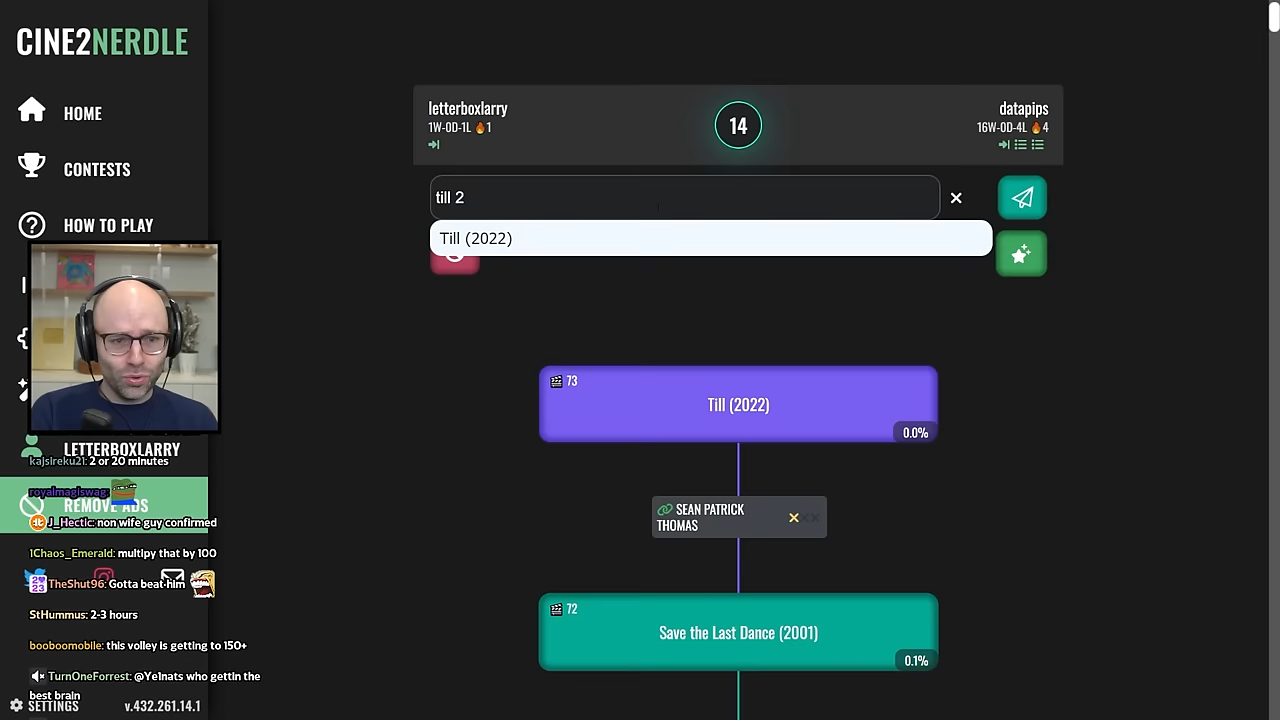 CINE2NERDLE
HOME
CONTESTS
HOW TO PLAY
LETTERBOXLARRY
REMOVE ADS
kajsireku21: 2 or 20 minutes
royalmagiswag:
J_Hectic: non wife guy confirmed
1Chaos_Emerald: multipy that by 100
TheShut96: Gotta beat him
StHummus: 2-3 hours
booboomobile: this volley is getting to 150+
TurnOneForrest: @Ye1nats who gettin the
best brain
SETTINGS
v.432.261.14.1
letterboxlarry
1W-0D-1L 1
14
datapips
16W-0D-4L 4
till 2
Till (2022)
73
Till (2022)
0.0%
SEAN PATRICK
THOMAS
72
Save the Last Dance (2001)
0.1%